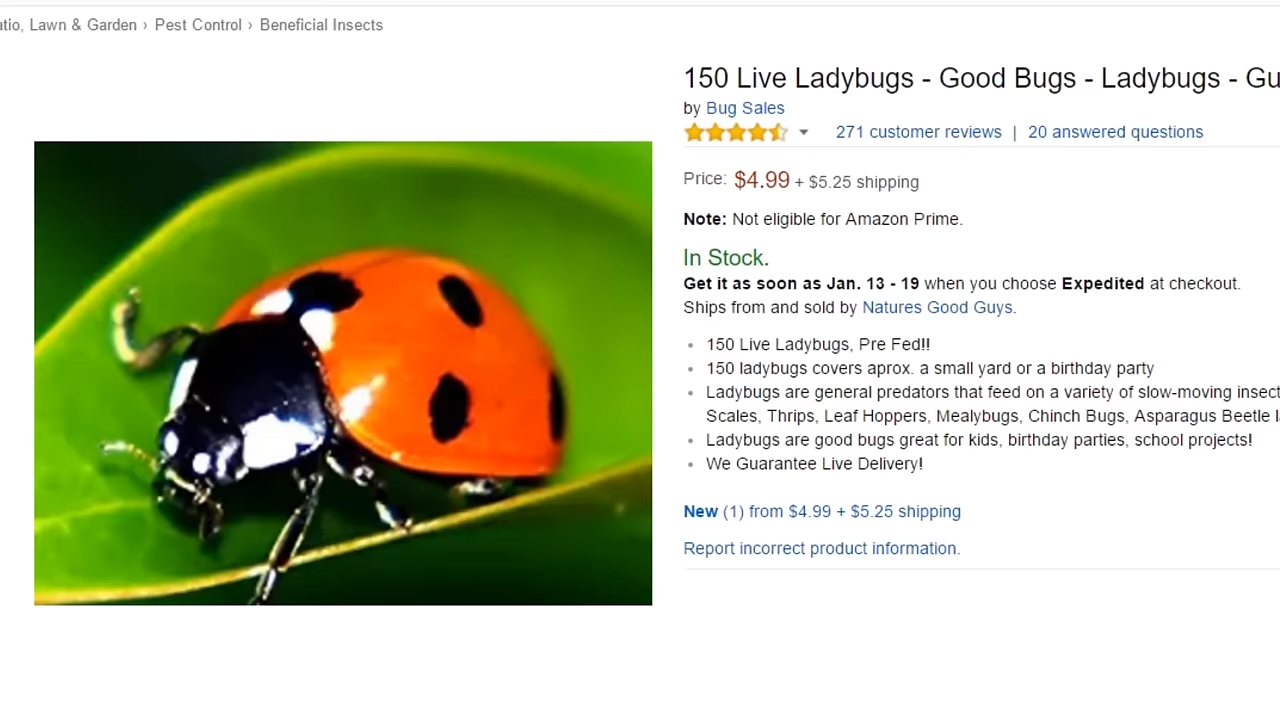 atio, Lawn & Garden › Pest Control › Beneficial Insects
150 Live Ladybugs - Good Bugs - Ladybugs - Gu
by Bug Sales
271 customer reviews | 20 answered questions
Price: $4.99 + $5.25 shipping
Note: Not eligible for Amazon Prime.
In Stock.
Get it as soon as Jan. 13 - 19 when you choose Expedited at checkout.
Ships from and sold by Natures Good Guys.
• 150 Live Ladybugs, Pre Fed!!
• 150 ladybugs covers aprox. a small yard or a birthday party
• Ladybugs are general predators that feed on a variety of slow-moving insect
Scales, Thrips, Leaf Hoppers, Mealybugs, Chinch Bugs, Asparagus Beetle l
• Ladybugs are good bugs great for kids, birthday parties, school projects!
• We Guarantee Live Delivery!
New (1) from $4.99 + $5.25 shipping
Report incorrect product information.